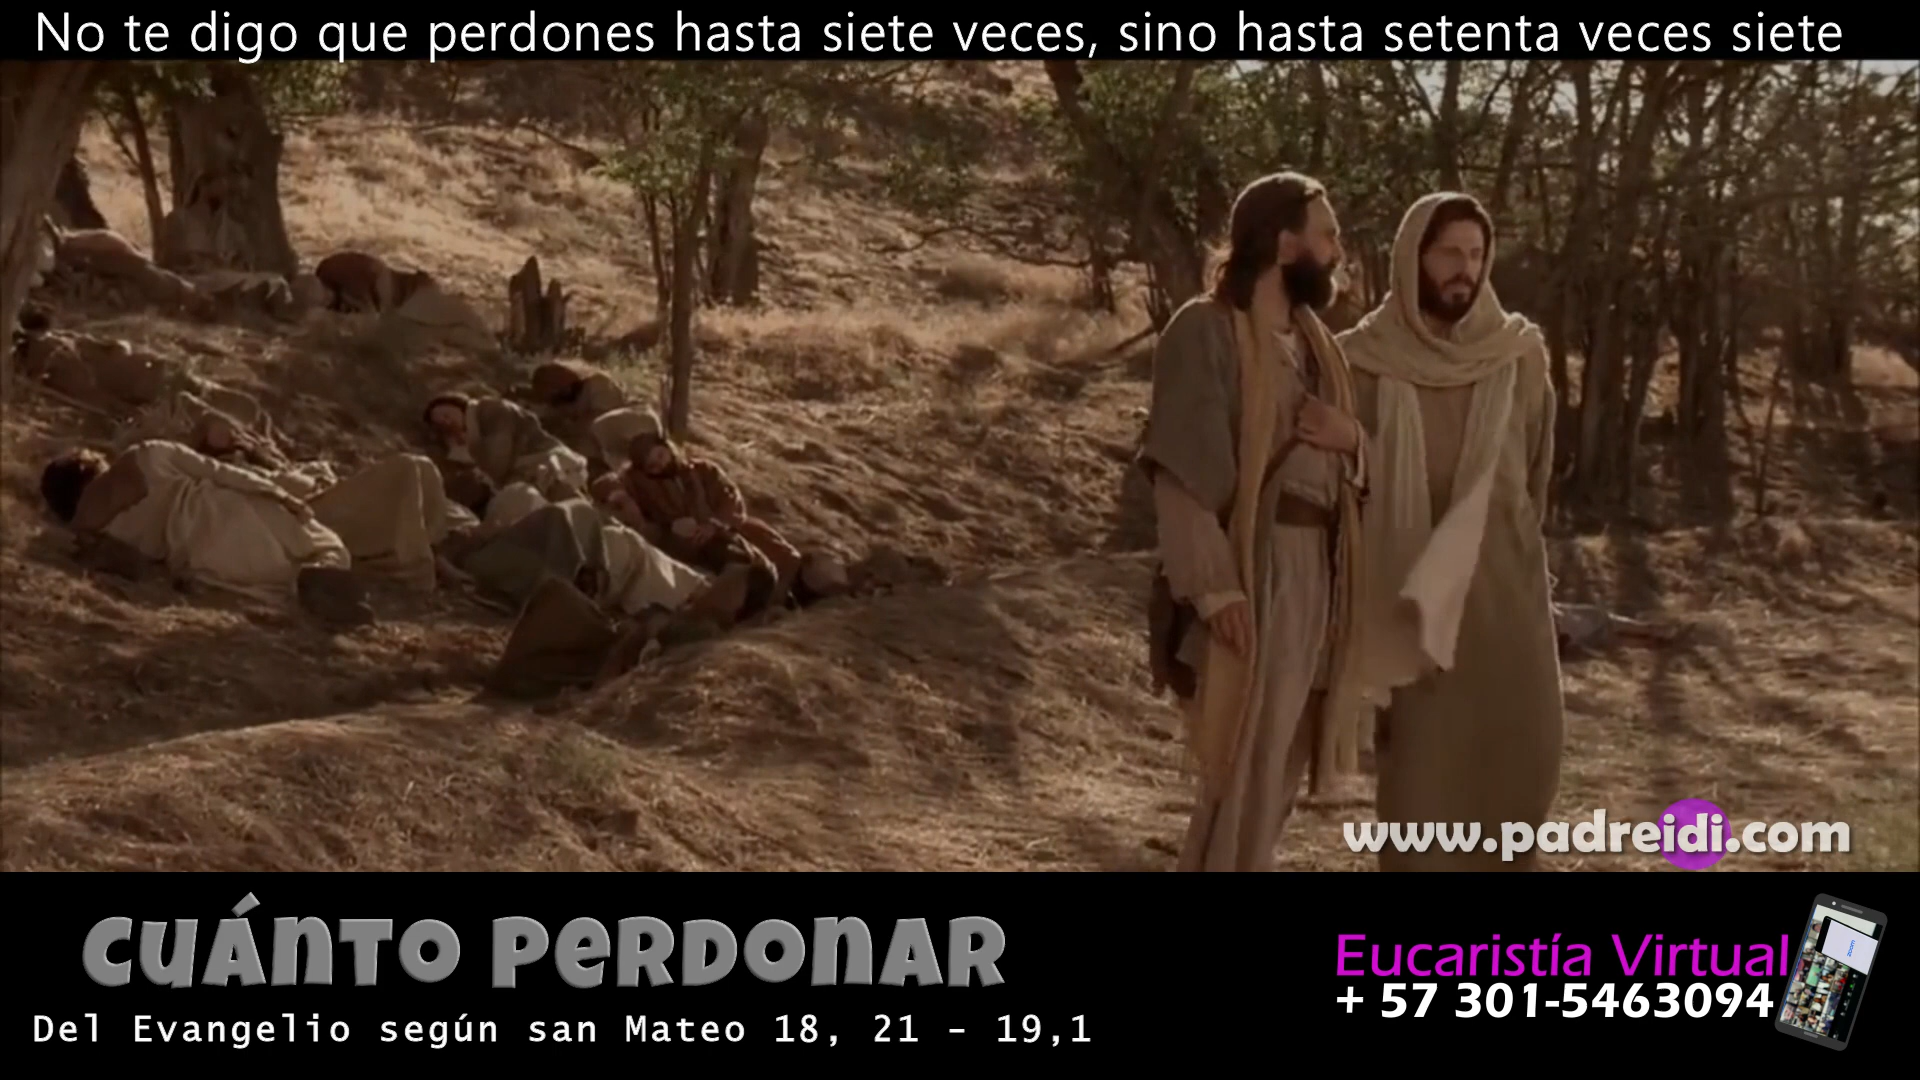 No te digo que perdones hasta siete veces, sino hasta setenta veces siete
www.padreidi.com
CUÁNTO PERDONAR
Del Evangelio según san Mateo 18, 21 - 19,1
Eucaristía Virtual
+ 57 301-5463094
zoom